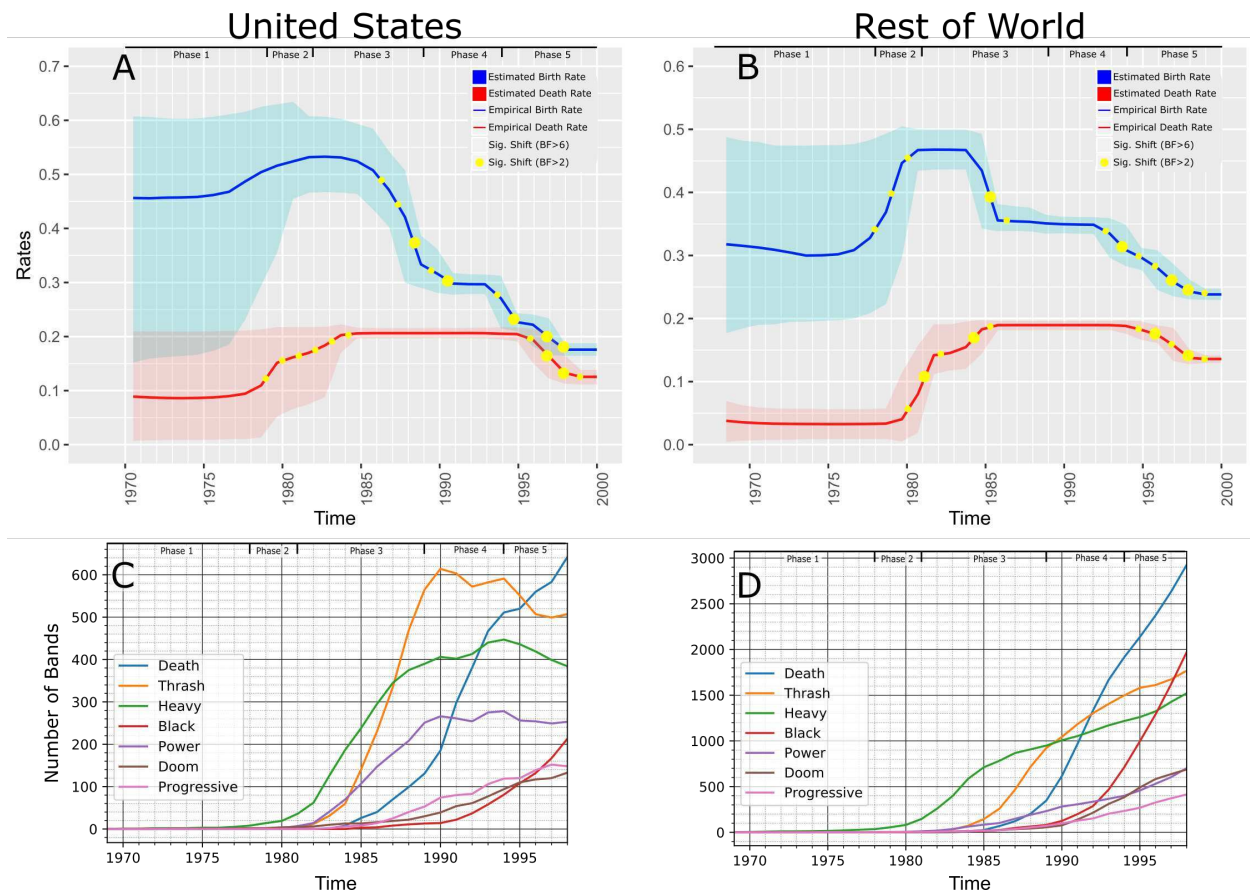 United States
Rest of World
A
Phase 1 Phase 2 Phase 3 Phase 4 Phase 5
0.7
0.6
0.5
0.4
0.3
0.2
0.1
0.0
Rates
Estimated Birth Rate
Estimated Death Rate
Empirical Birth Rate
Empirical Death Rate
Sig. Shift (BF>6)
Sig. Shift (BF>2)
1970 1975 1980 1985 1990 1995 2000
Time
B
Phase 1 Phase 2 Phase 3 Phase 4 Phase 5
0.6
0.5
0.4
0.3
0.2
0.1
0.0
Estimated Birth Rate
Estimated Death Rate
Empirical Birth Rate
Empirical Death Rate
Sig. Shift (BF>6)
Sig. Shift (BF>2)
1970 1975 1980 1985 1990 1995 2000
Time
C
Phase 1 Phase 2 Phase 3 Phase 4 Phase 5
600
500
400
300
200
100
0
Number of Bands
Death
Thrash
Heavy
Black
Power
Doom
Progressive
1970 1975 1980 1985 1990 1995
Time
D
Phase 1 Phase 2 Phase 3 Phase 4 Phase 5
3000
2500
2000
1500
1000
500
0
Death
Thrash
Heavy
Black
Power
Doom
Progressive
1970 1975 1980 1985 1990 1995
Time